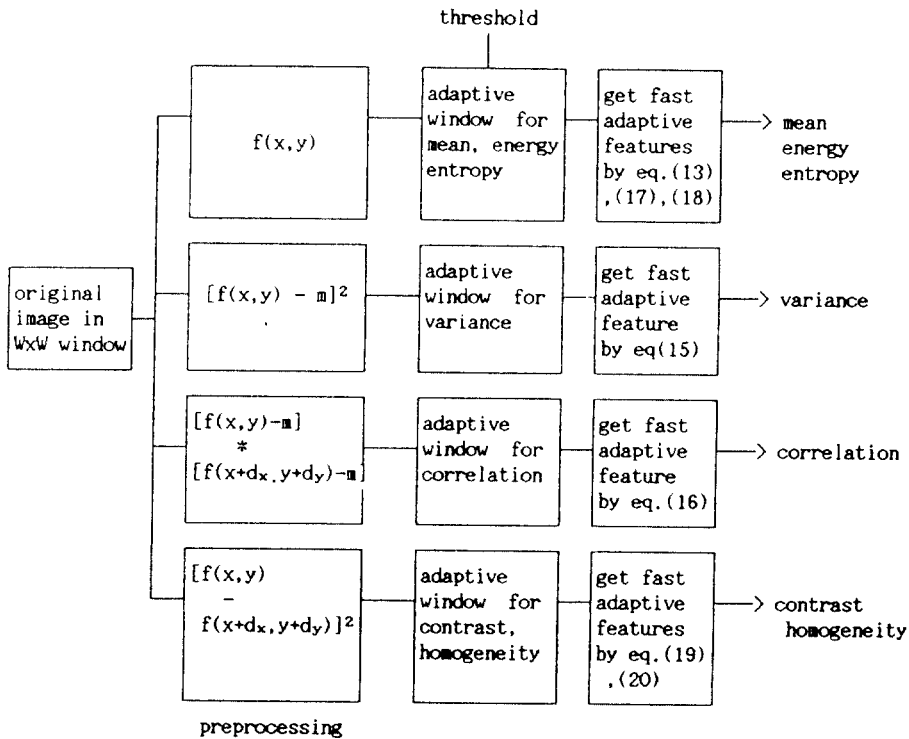 threshold
f(x,y)
adaptive
window for
mean, energy
entropy
get fast
adaptive
features
by eq.(13)
,(17),(18)
mean
energy
entropy
original
image in
WxW window
[f(x,y) - m]²
adaptive
window for
variance
get fast
adaptive
feature
by eq(15)
variance
[f(x,y)-m]
*
[f(x+dₓ,y+dᵧ)-m]
adaptive
window for
correlation
get fast
adaptive
feature
by eq.(16)
correlation
[f(x,y)
-
f(x+dₓ,y+dᵧ)]²
adaptive
window for
contrast,
homogeneity
get fast
adaptive
features
by eq.(19)
,(20)
contrast
homogeneity
preprocessing